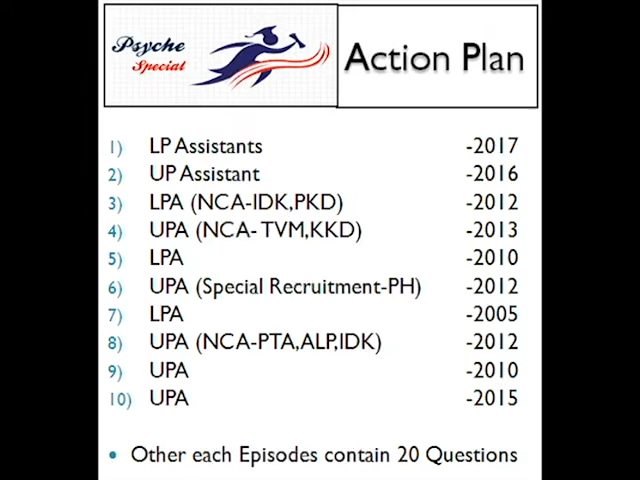 Psyche
Special
Action Plan
1) LP Assistants -2017
2) UP Assistant -2016
3) LPA (NCA-IDK,PKD) -2012
4) UPA (NCA- TVM,KKD) -2013
5) LPA -2010
6) UPA (Special Recruitment-PH) -2012
7) LPA -2005
8) UPA (NCA-PTA,ALP,IDK) -2012
9) UPA -2010
10) UPA -2015
• Other each Episodes contain 20 Questions